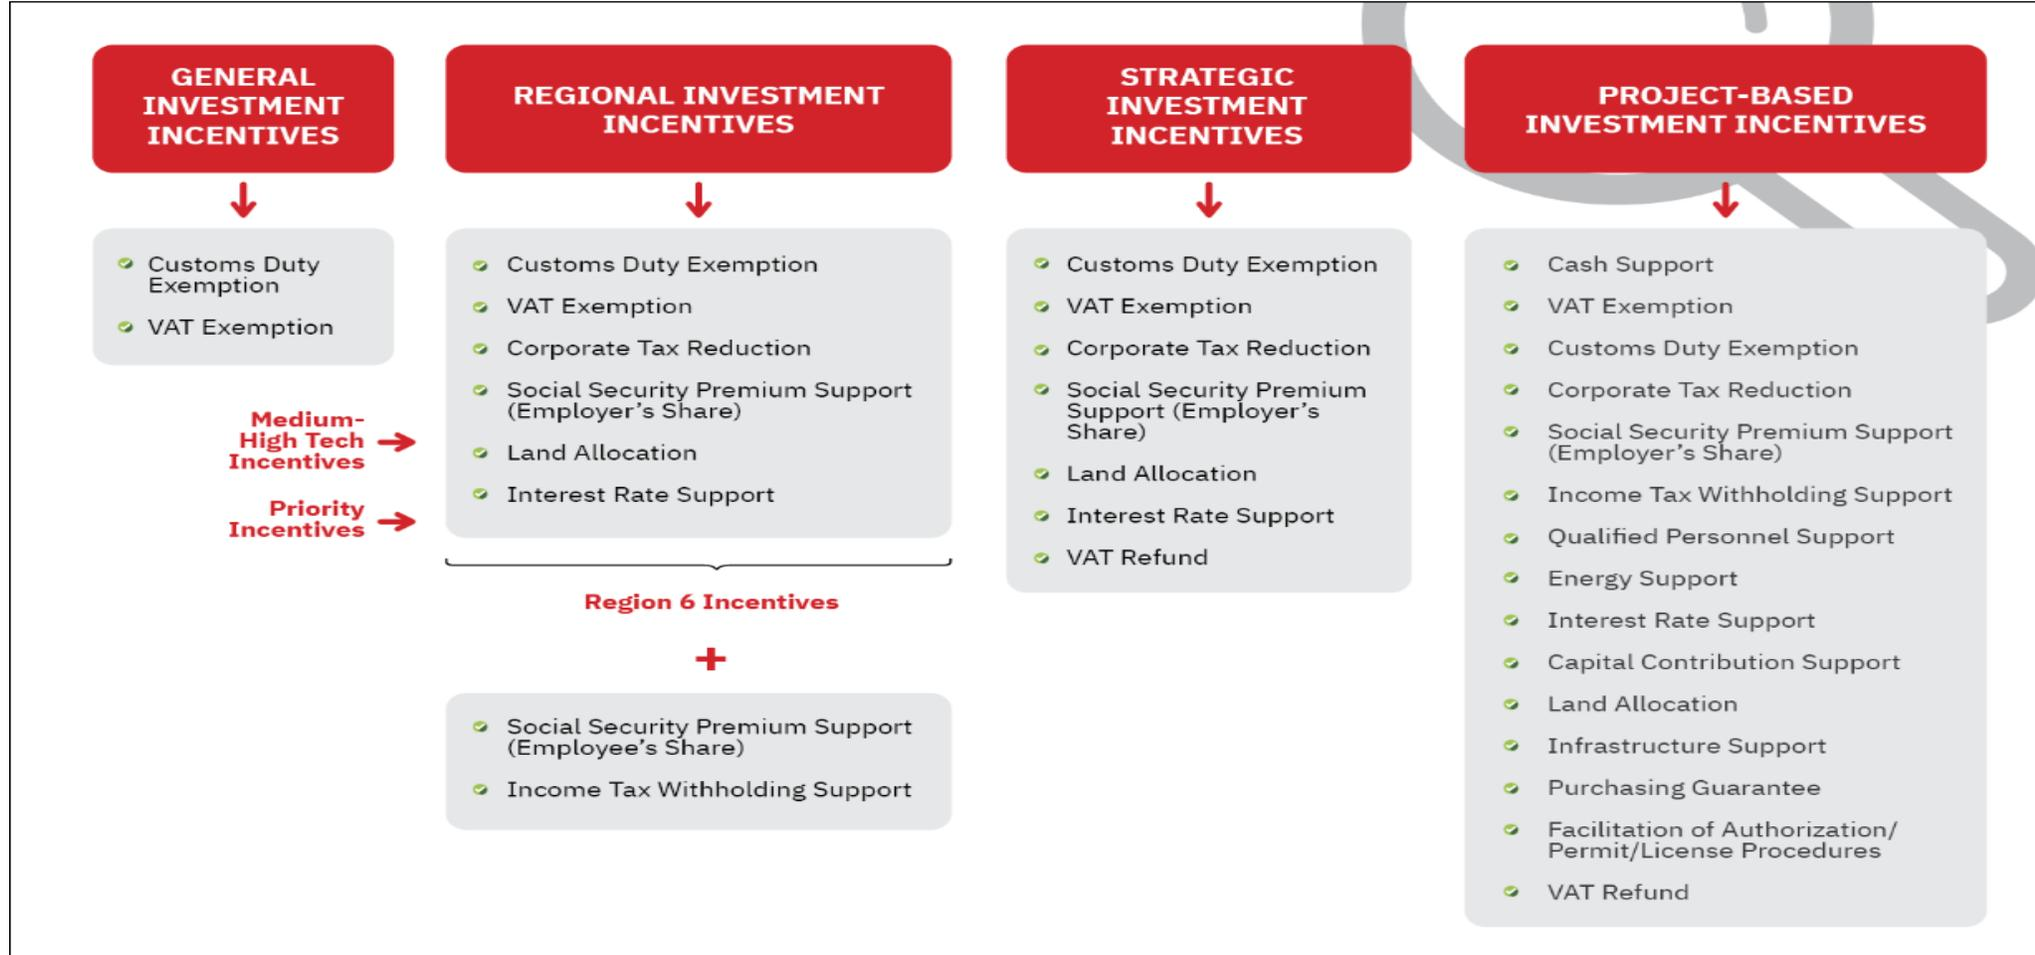 GENERAL
INVESTMENT
INCENTIVES
Customs Duty
Exemption
VAT Exemption
Medium-
High Tech
Incentives
Priority
Incentives
REGIONAL INVESTMENT
INCENTIVES
Customs Duty Exemption
VAT Exemption
Corporate Tax Reduction
Social Security Premium Support
(Employer's Share)
Land Allocation
Interest Rate Support
Region 6 Incentives
+
Social Security Premium Support
(Employee's Share)
Income Tax Withholding Support
STRATEGIC
INVESTMENT
INCENTIVES
Customs Duty Exemption
VAT Exemption
Corporate Tax Reduction
Social Security Premium
Support (Employer's
Share)
Land Allocation
Interest Rate Support
VAT Refund
PROJECT-BASED
INVESTMENT INCENTIVES
Cash Support
VAT Exemption
Customs Duty Exemption
Corporate Tax Reduction
Social Security Premium Support
(Employer's Share)
Income Tax Withholding Support
Qualified Personnel Support
Energy Support
Interest Rate Support
Capital Contribution Support
Land Allocation
Infrastructure Support
Purchasing Guarantee
Facilitation of Authorization/
Permit/License Procedures
VAT Refund